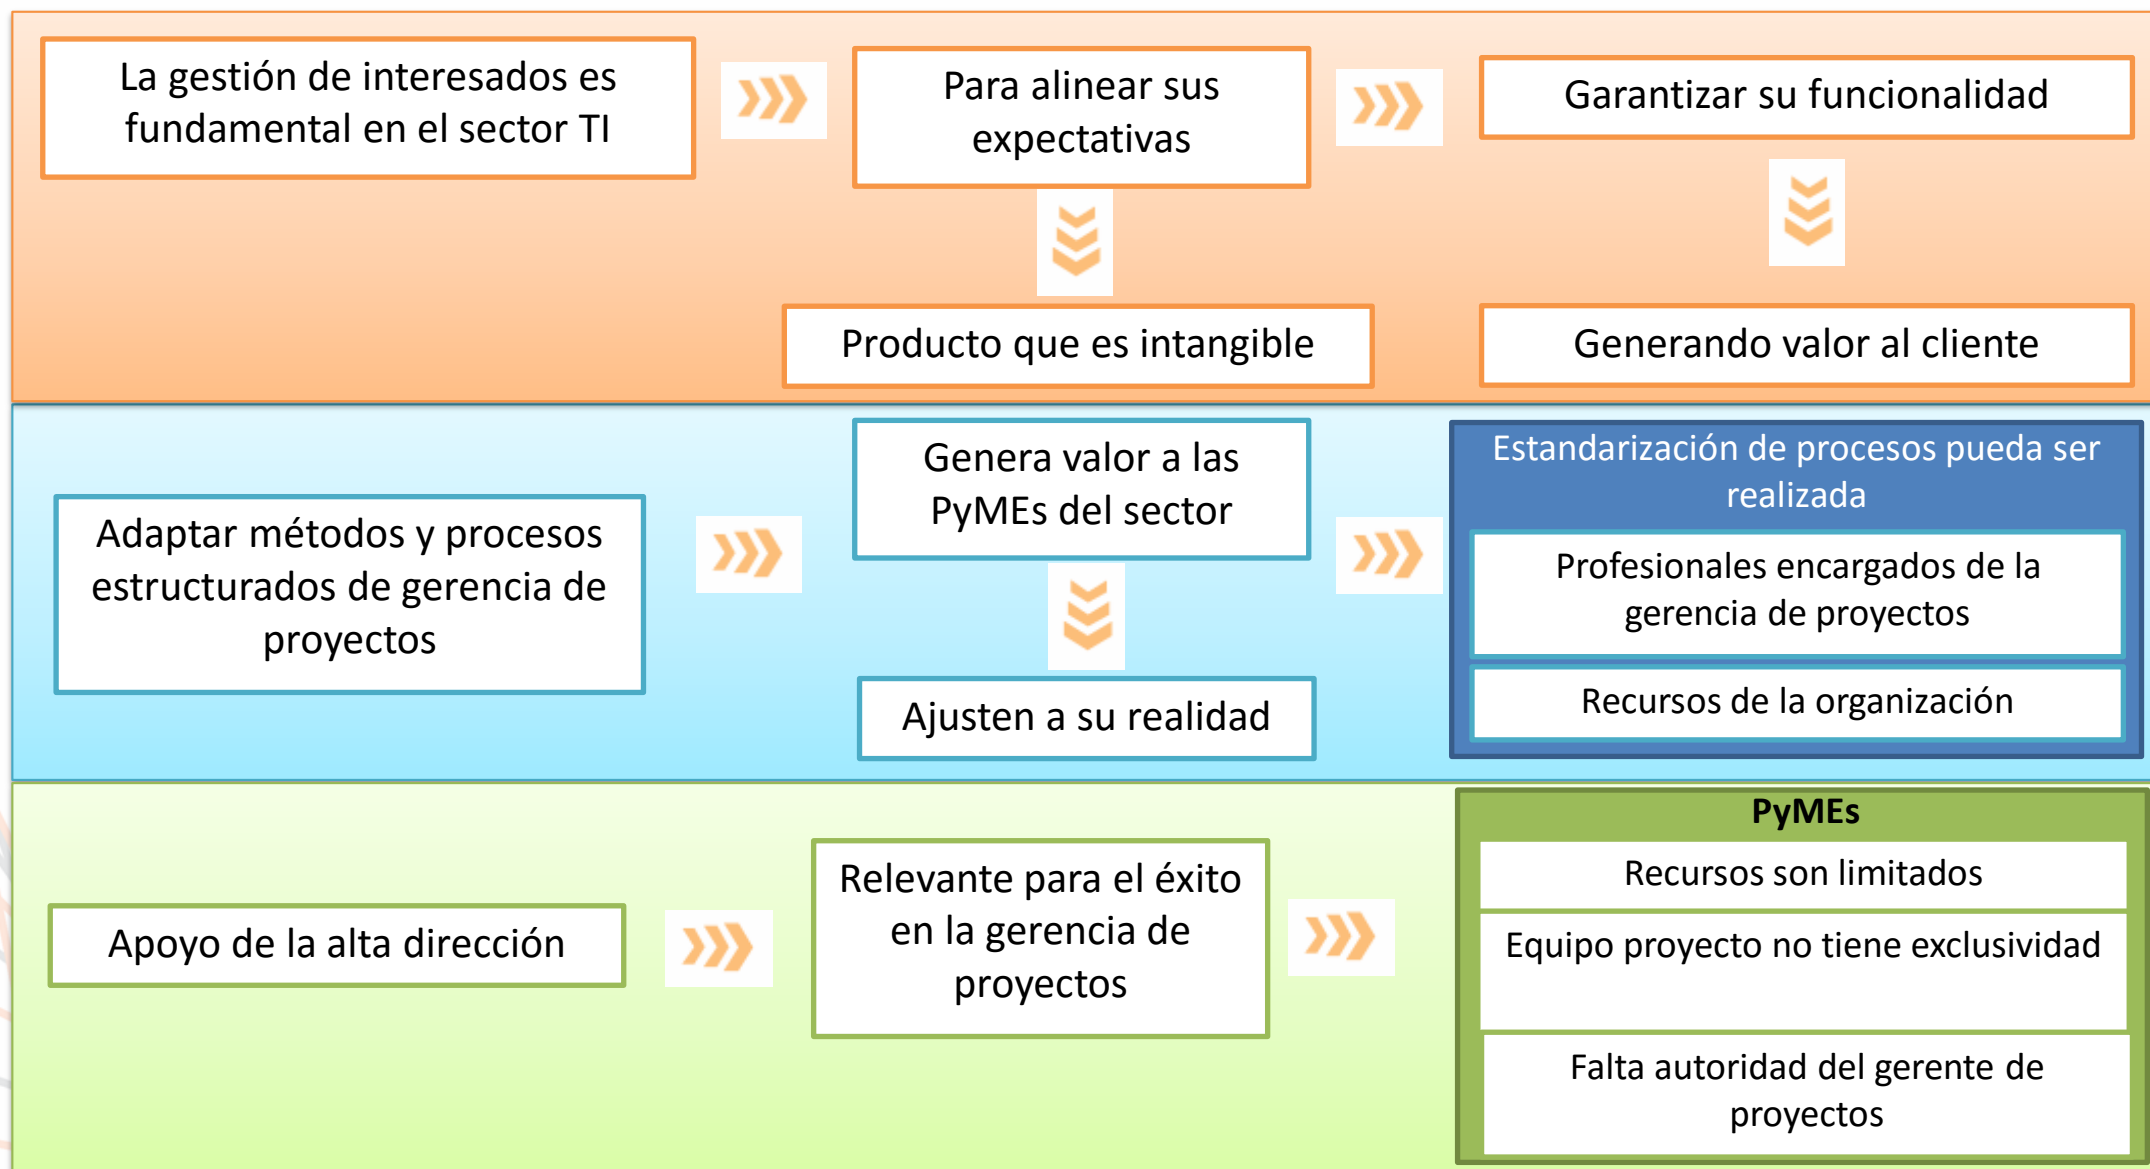 La gestión de interesados es
fundamental en el sector TI
Para alinear sus
expectativas
Garantizar su funcionalidad
Producto que es intangible
Generando valor al cliente
Adaptar métodos y procesos
estructurados de gerencia de
proyectos
Genera valor a las
PyMEs del sector
Ajusten a su realidad
Estandarización de procesos pueda ser
realizada
Profesionales encargados de la
gerencia de proyectos
Recursos de la organización
Apoyo de la alta dirección
Relevante para el éxito
en la gerencia de
proyectos
PyMEs
Recursos son limitados
Equipo proyecto no tiene exclusividad
Falta autoridad del gerente de
proyectos